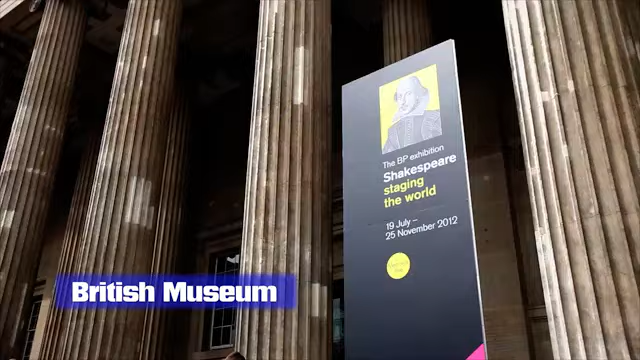 The BP exhibition
Shakespeare
staging
the world
19 July –
25 November 2012
British Museum